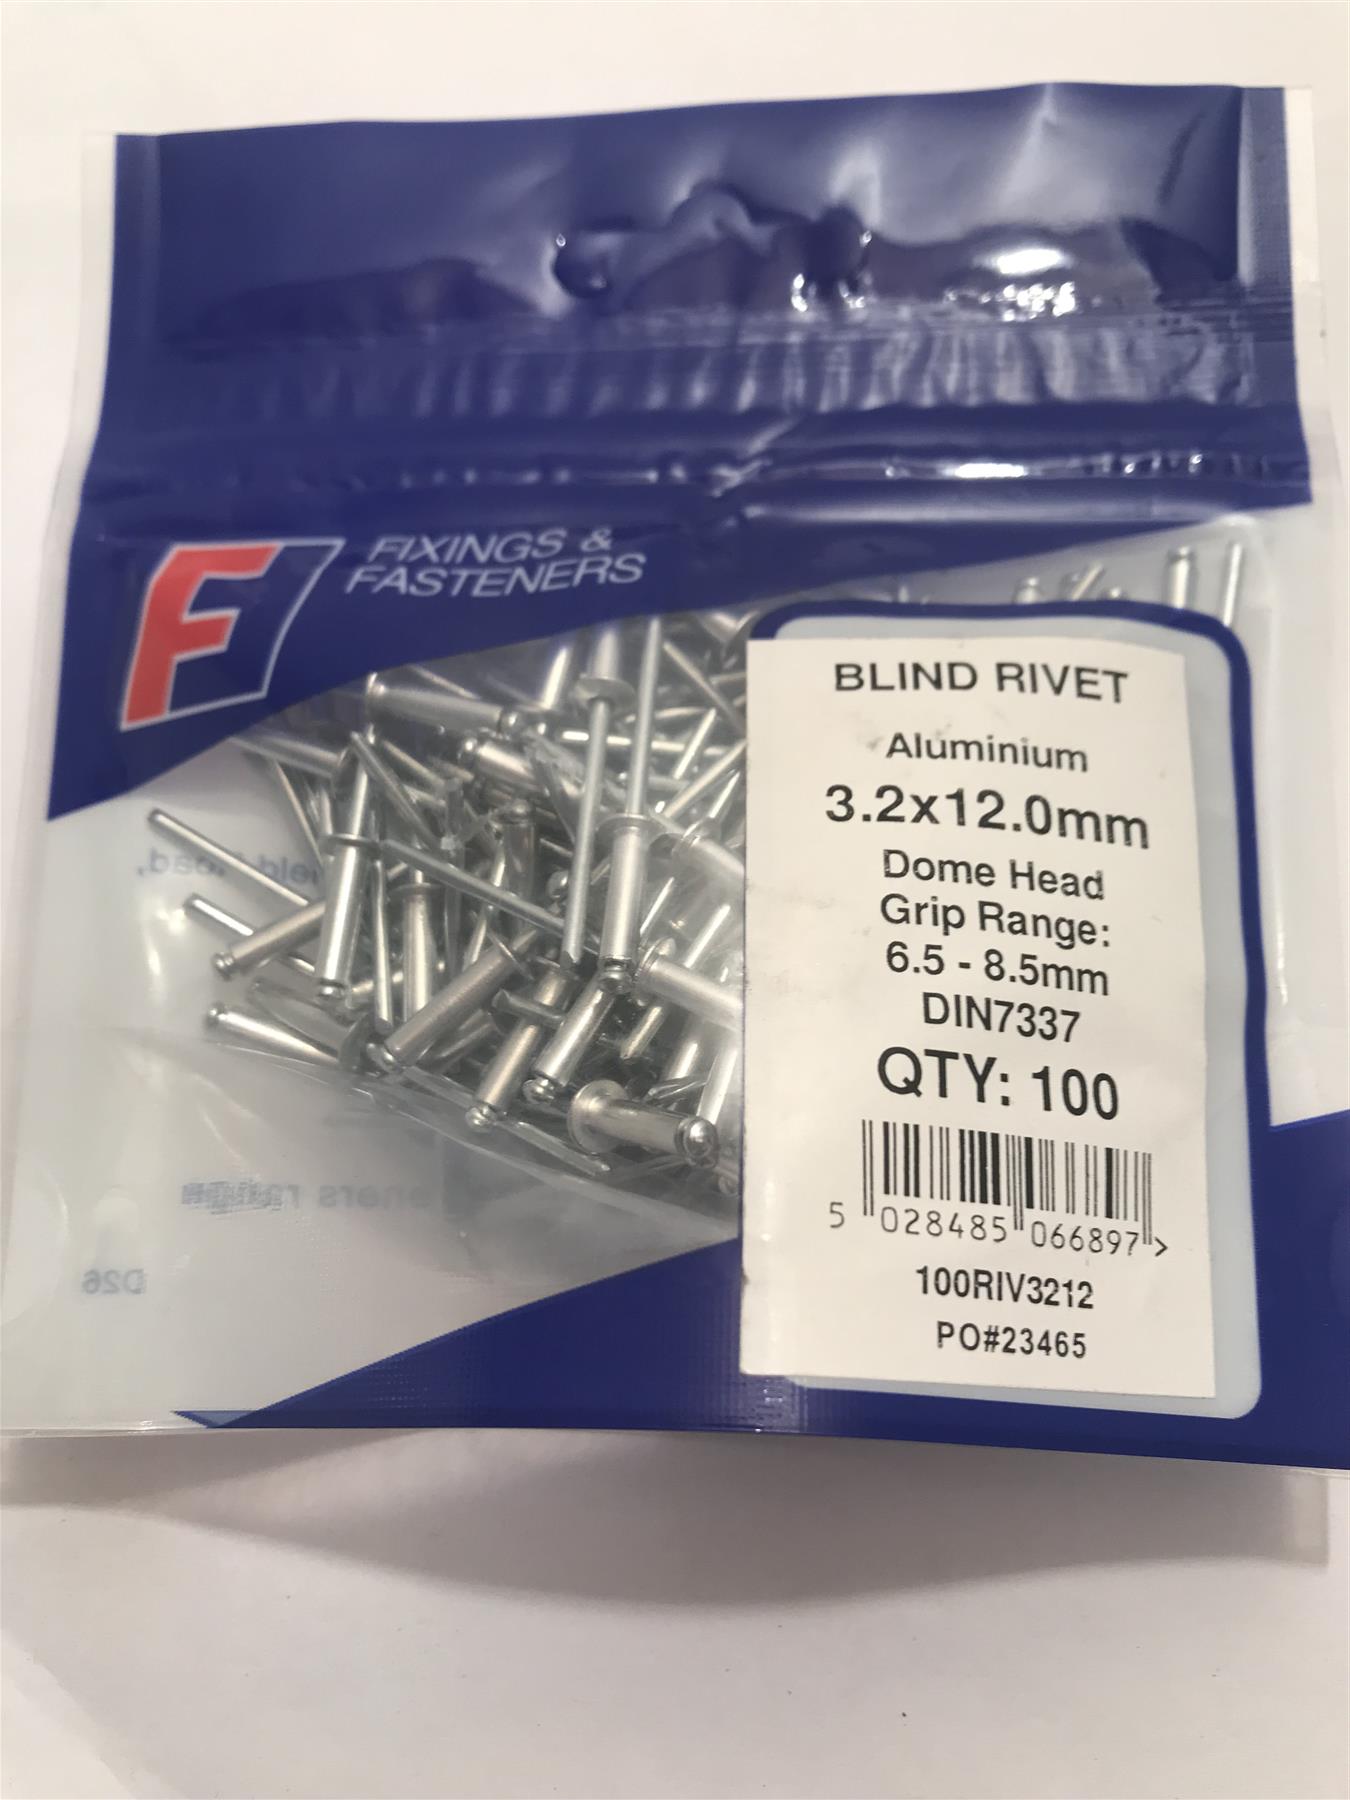 F
FIXINGS &
FASTENERS
BLIND RIVET
Aluminium
3.2x12.0mm
Dome Head
Grip Range:
6.5 - 8.5mm
DIN7337
QTY: 100
5 028485 066897 >
100RIV3212
PO#23465
D26